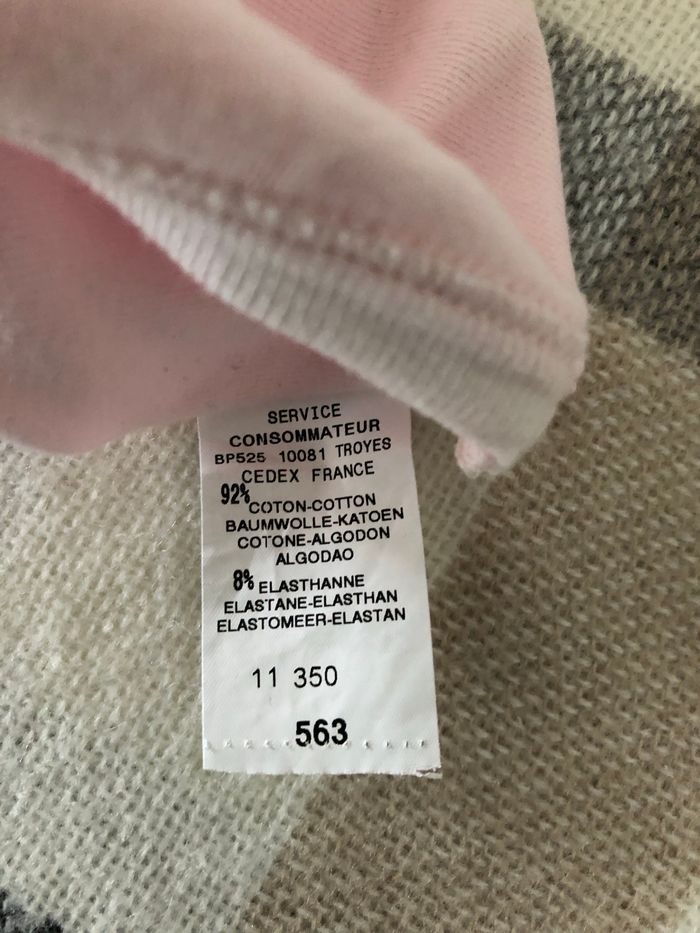 SERVICE
CONSOMMATEUR
BP525 10081 TROYES
CEDEX FRANCE
92% COTON-COTTON
BAUMWOLLE-KATOEN
COTONE-ALGODON
ALGODAO
8% ELASTHANNE
ELASTANE-ELASTHAN
ELASTOMEER-ELASTAN
11 350
563